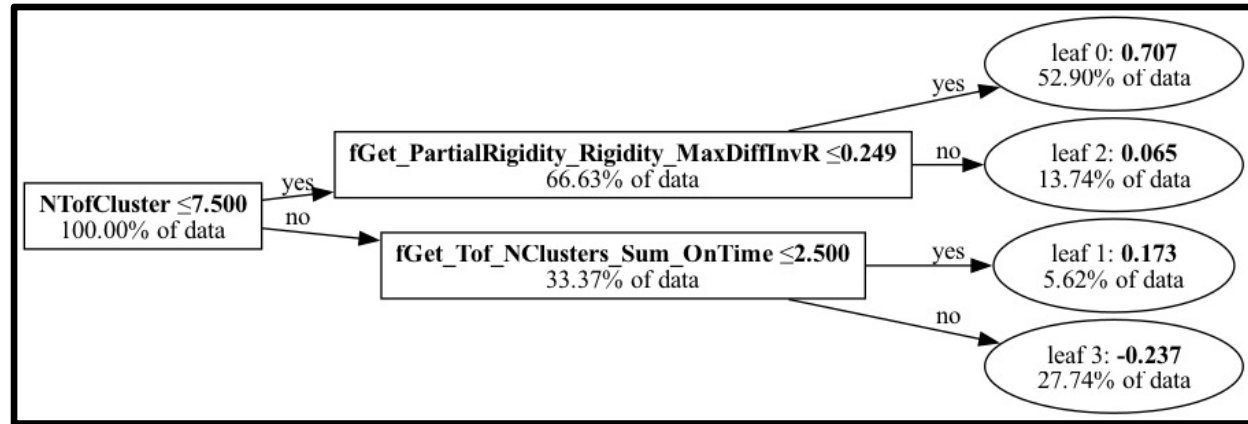 NTofCluster ≤7.500
100.00% of data
yes
no
fGet_PartialRigidity_Rigidity_MaxDiffInvR ≤0.249
66.63% of data
fGet_Tof_NClusters_Sum_OnTime ≤2.500
33.37% of data
yes
no
yes
no
leaf 0: 0.707
52.90% of data
leaf 2: 0.065
13.74% of data
leaf 1: 0.173
5.62% of data
leaf 3: -0.237
27.74% of data